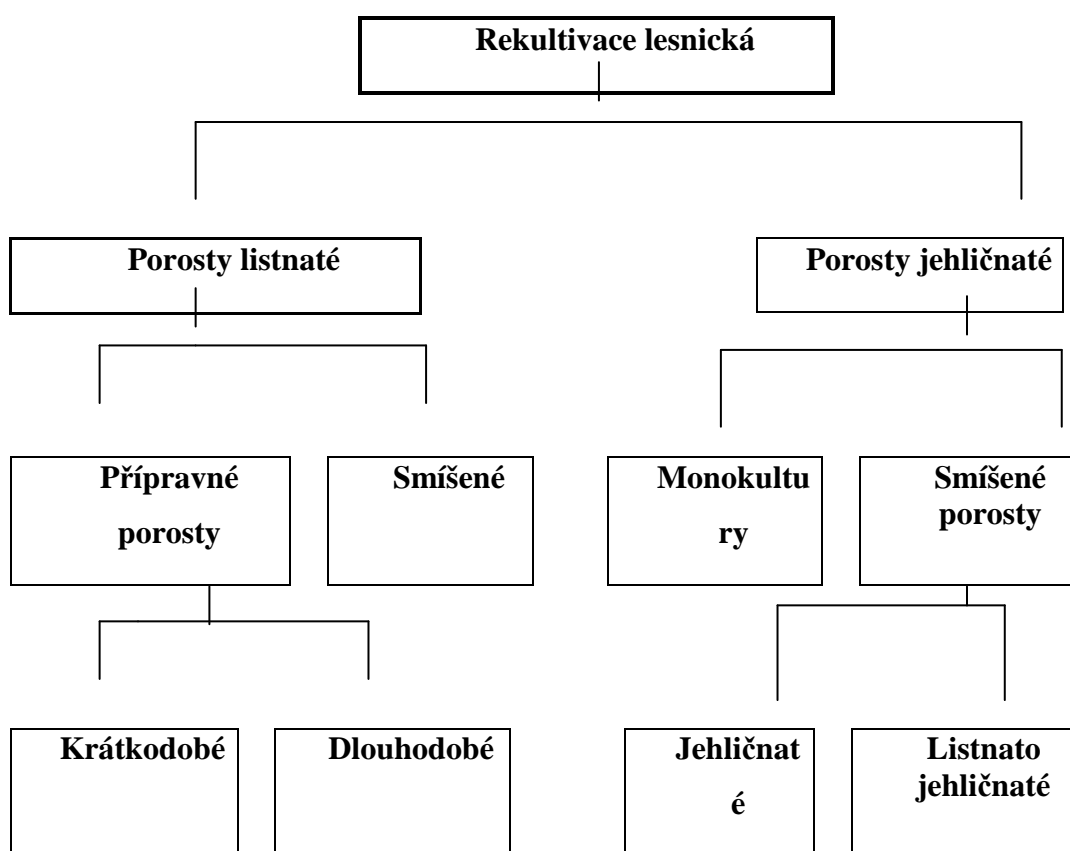 Rekultivace lesnická
Porosty listnaté
Porosty jehličnaté
Přípravné
porosty
Smíšené
Monokultu
ry
Smíšené
porosty
Krátkodobé
Dlouhodobé
Jehličnat
é
Listnato
jehličnaté